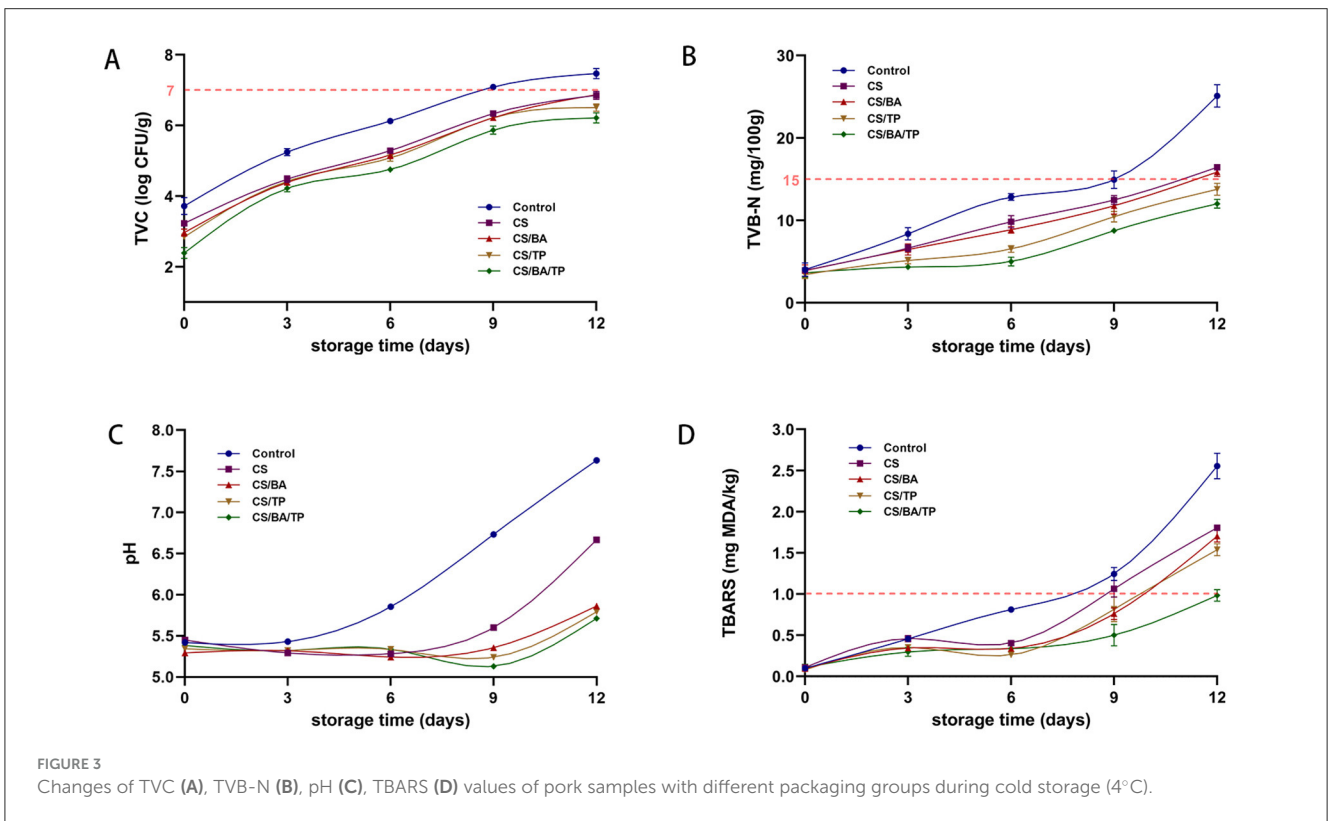 A
TVC (log CFU/g)
8
7
6
4
2
Control
CS
CS/BA
CS/TP
CS/BA/TP
0 3 6 9 12
storage time (days)
B
TVB-N (mg/100g)
30
20
15
10
0
Control
CS
CS/BA
CS/TP
CS/BA/TP
0 3 6 9 12
storage time (days)
C
pH
8.0
7.5
7.0
6.5
6.0
5.5
5.0
Control
CS
CS/BA
CS/TP
CS/BA/TP
0 3 6 9 12
storage time (days)
D
TBARS (mg MDA/kg)
3.0
2.5
2.0
1.5
1.0
0.5
0.0
Control
CS
CS/BA
CS/TP
CS/BA/TP
0 3 6 9 12
storage time (days)
FIGURE 3
Changes of TVC (A), TVB-N (B), pH (C), TBARS (D) values of pork samples with different packaging groups during cold storage (4°C).